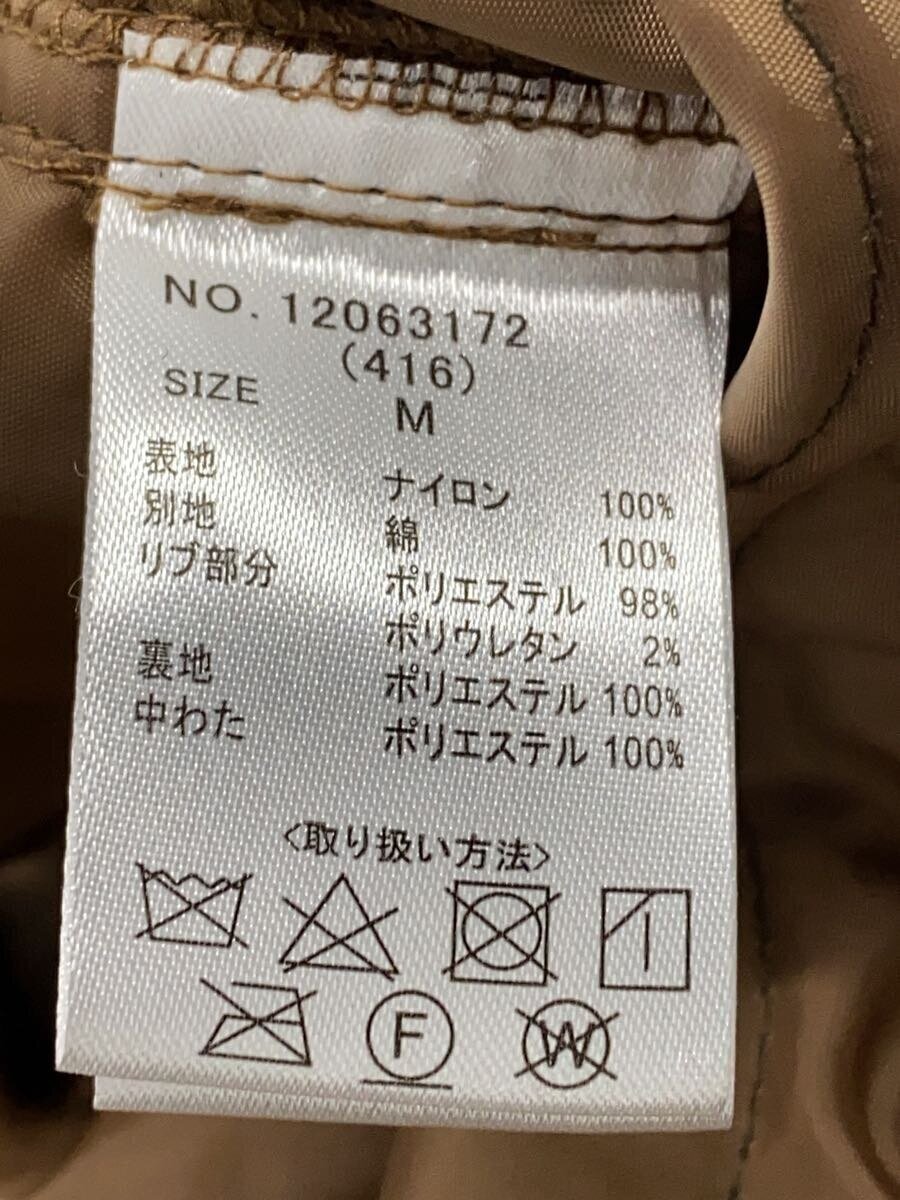 NO. 12063172
(416)
SIZE M
表地 ナイロン 100%
別地 綿 100%
リブ部分 ポリエステル 98%
ポリウレタン 2%
裏地 ポリエステル 100%
中わた ポリエステル 100%
<取り扱い方法>
F W